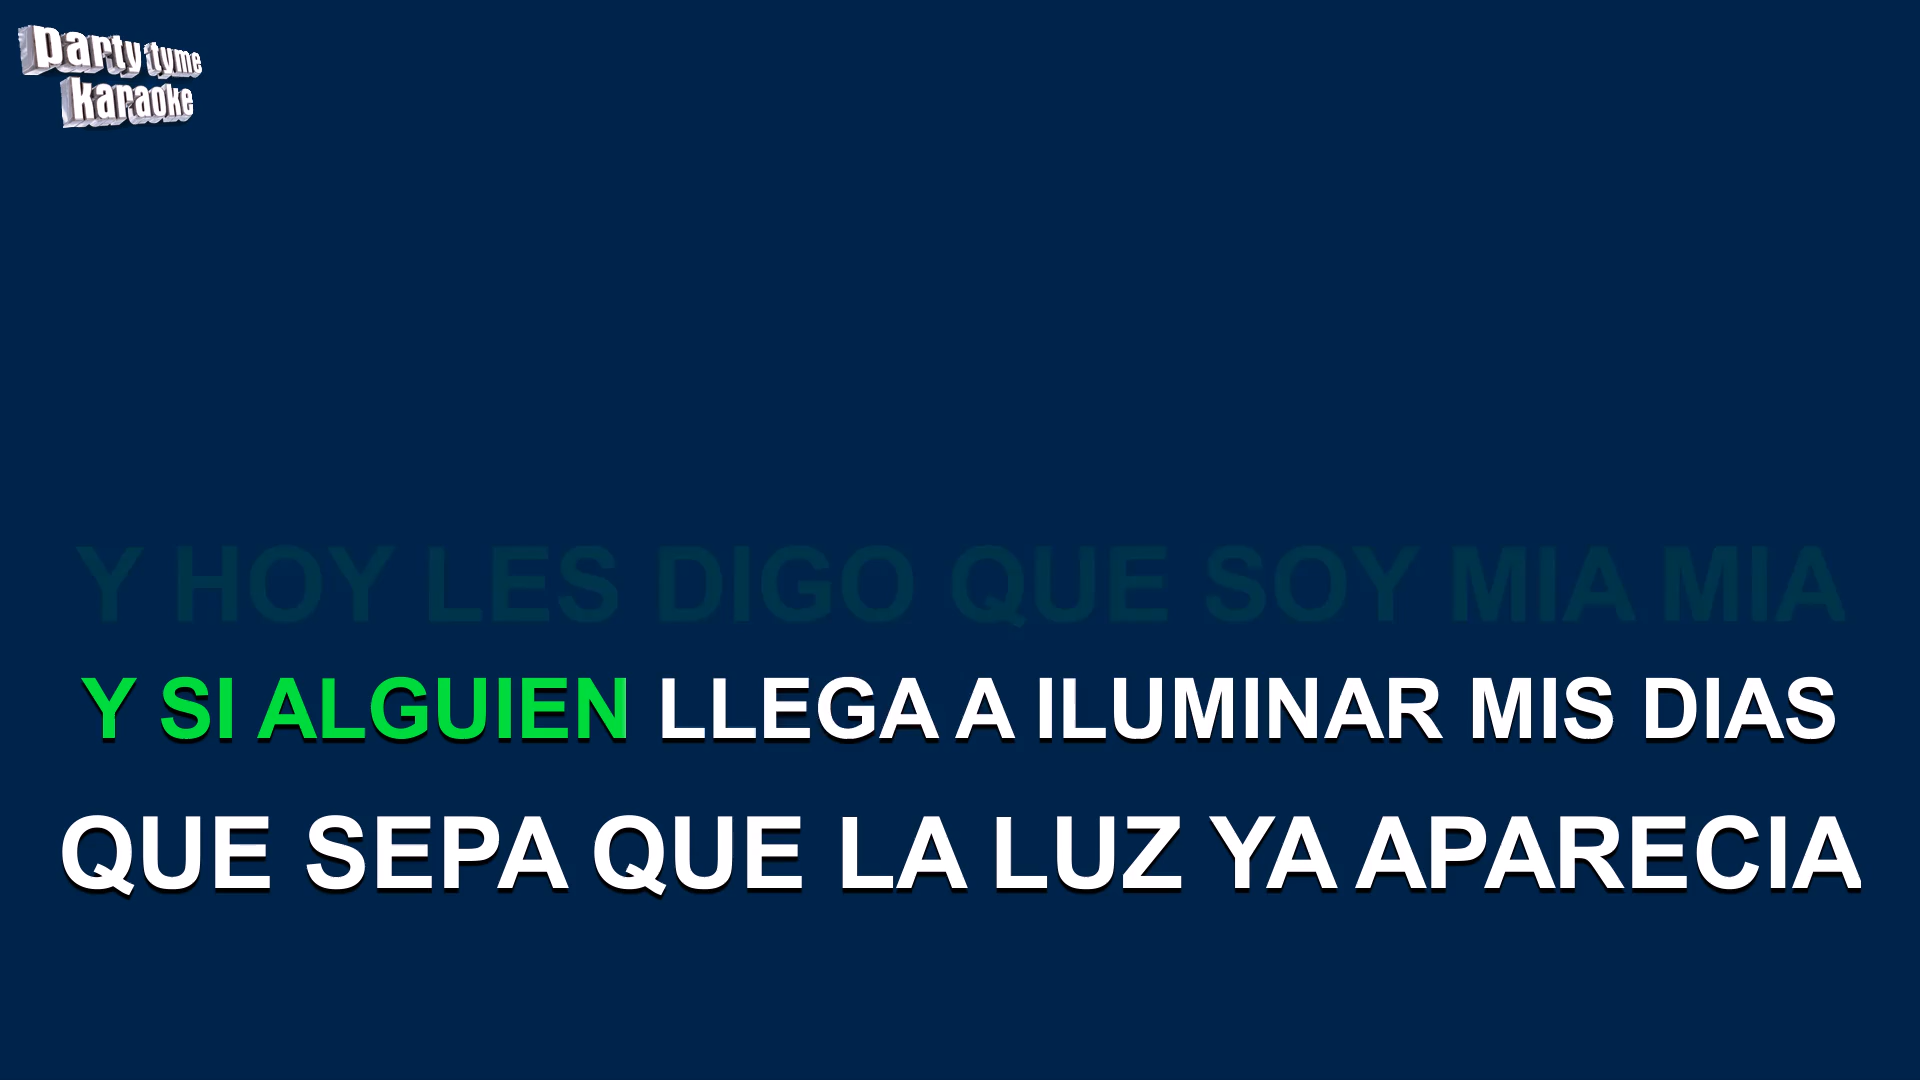 party tyme
karaoke
Y HOY LES DIGO QUE SOY MIA MIA
Y SI ALGUIEN LLEGA A ILUMINAR MIS DIAS
QUE SEPA QUE LA LUZ YA APARECIA